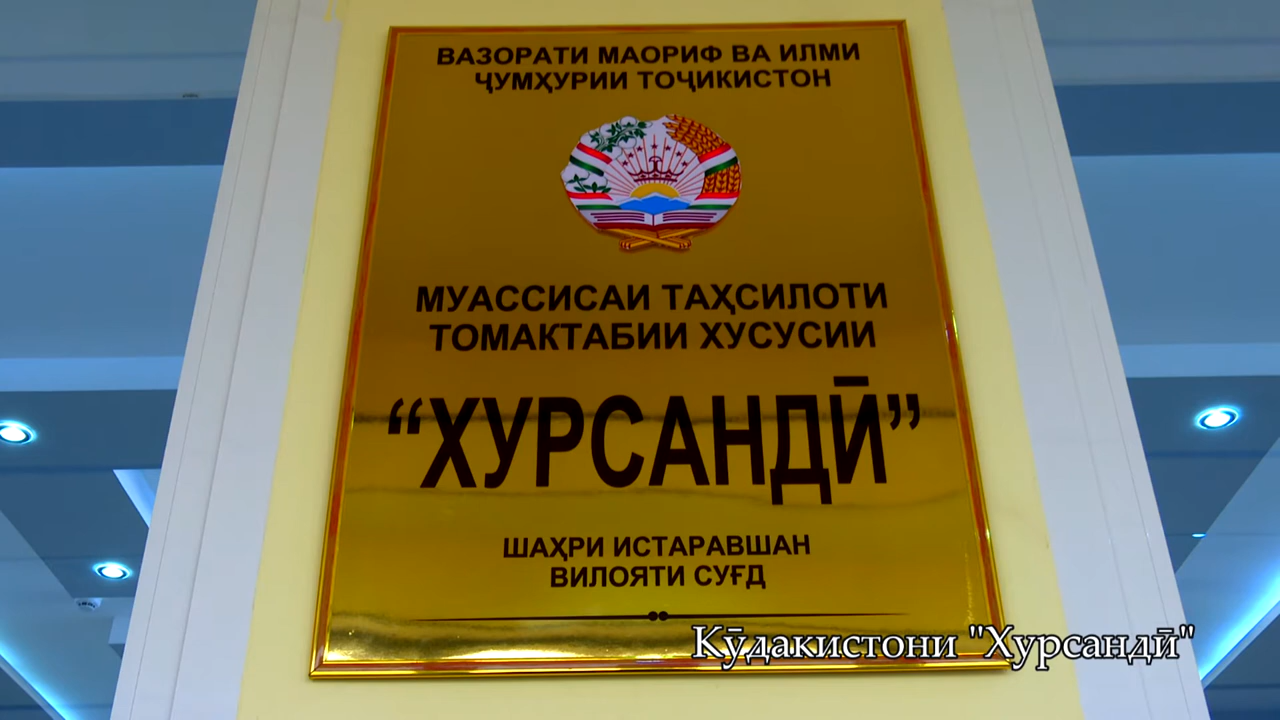 ВАЗОРАТИ МАОРИФ ВА ИЛМИ
ҶУМҲУРИИ ТОҶИКИСТОН
МУАССИСАИ ТАҲСИЛОТИ
ТОМАКТАБИИ ХУСУСИИ
“ХУРСАНДӢ”
ШАҲРИ ИСТАРАВШАН
ВИЛОЯТИ СУҒД
Кӯдакистони "Хурсандӣ"